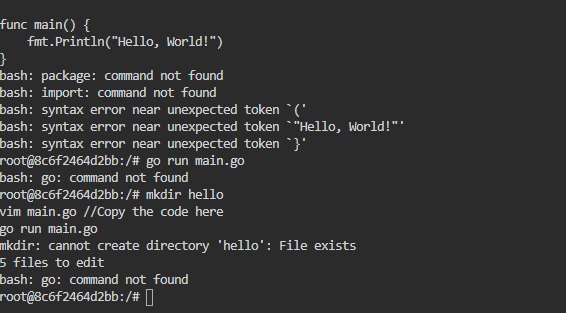 func main() {
    fmt.Println("Hello, World!")
}
bash: package: command not found
bash: import: command not found
bash: syntax error near unexpected token `('
bash: syntax error near unexpected token `"Hello, World!"'
bash: syntax error near unexpected token `}'
root@8c6f2464d2bb:/# go run main.go
bash: go: command not found
root@8c6f2464d2bb:/# mkdir hello
vim main.go //Copy the code here
go run main.go
mkdir: cannot create directory 'hello': File exists
5 files to edit
bash: go: command not found
root@8c6f2464d2bb:/#